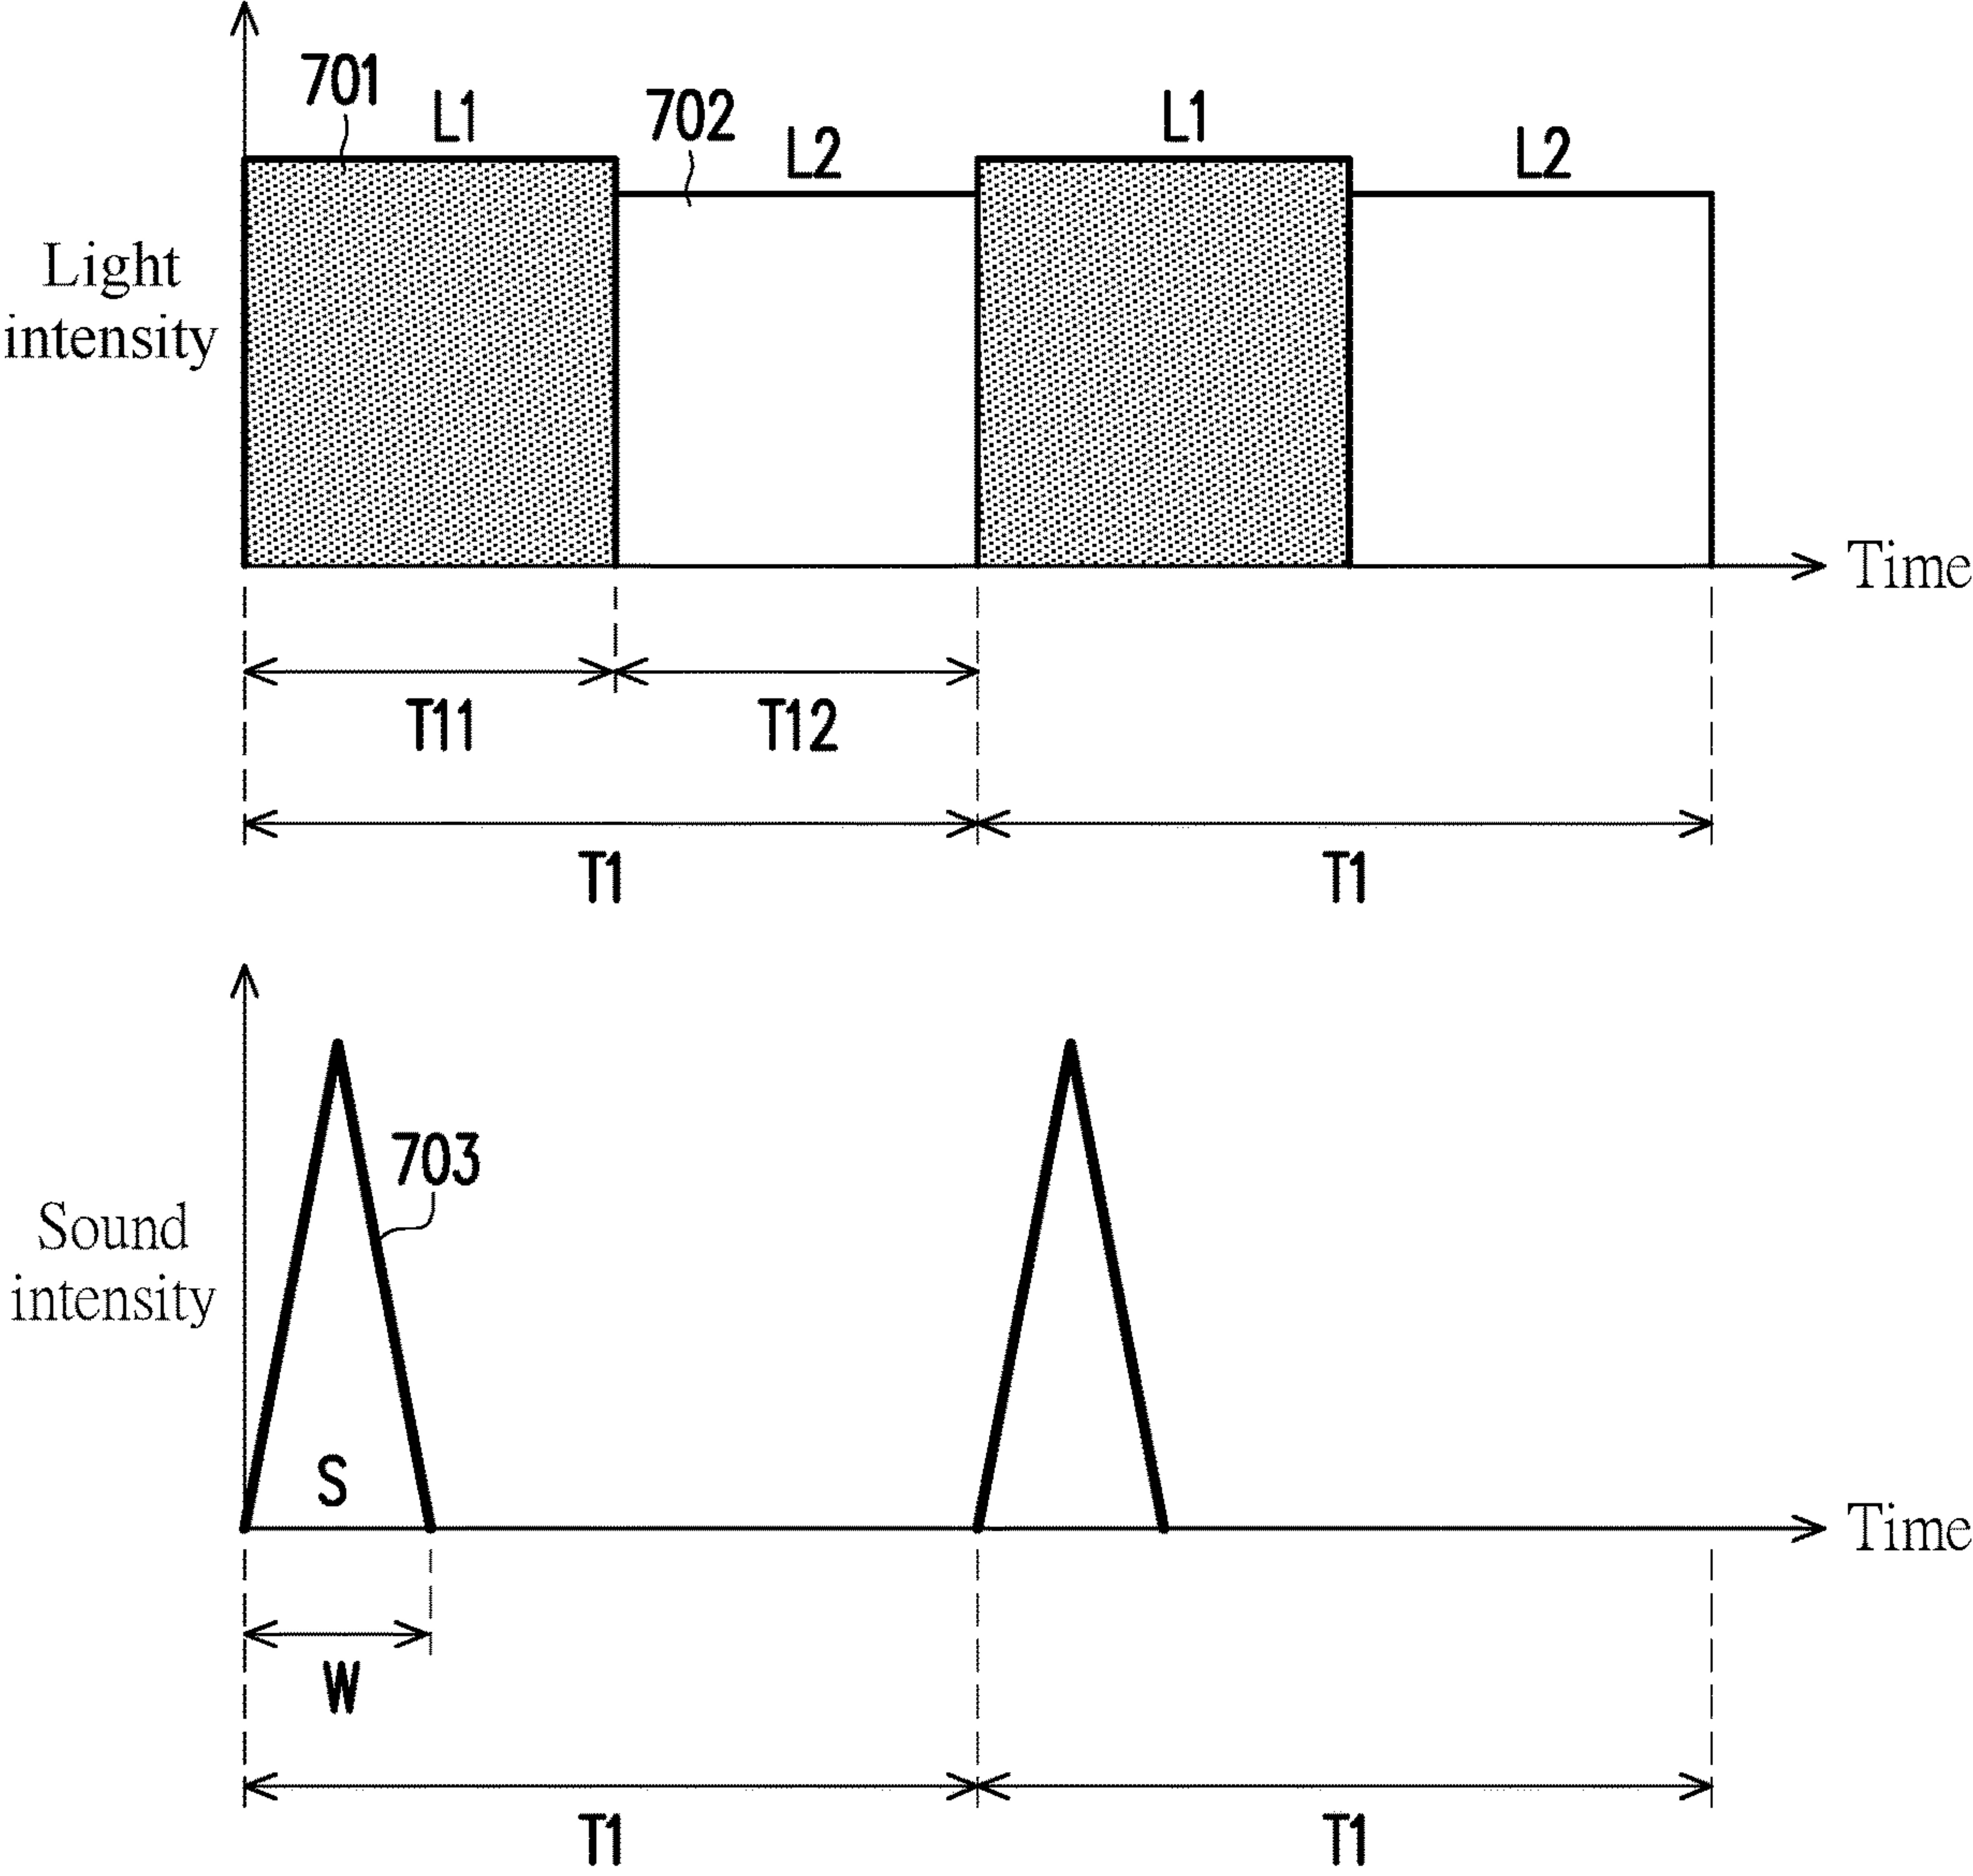 701
L1
702
L2
L1
L2
Light
intensity
Time
T11
T12
T1
T1
703
Sound
intensity
S
Time
W
T1
T1